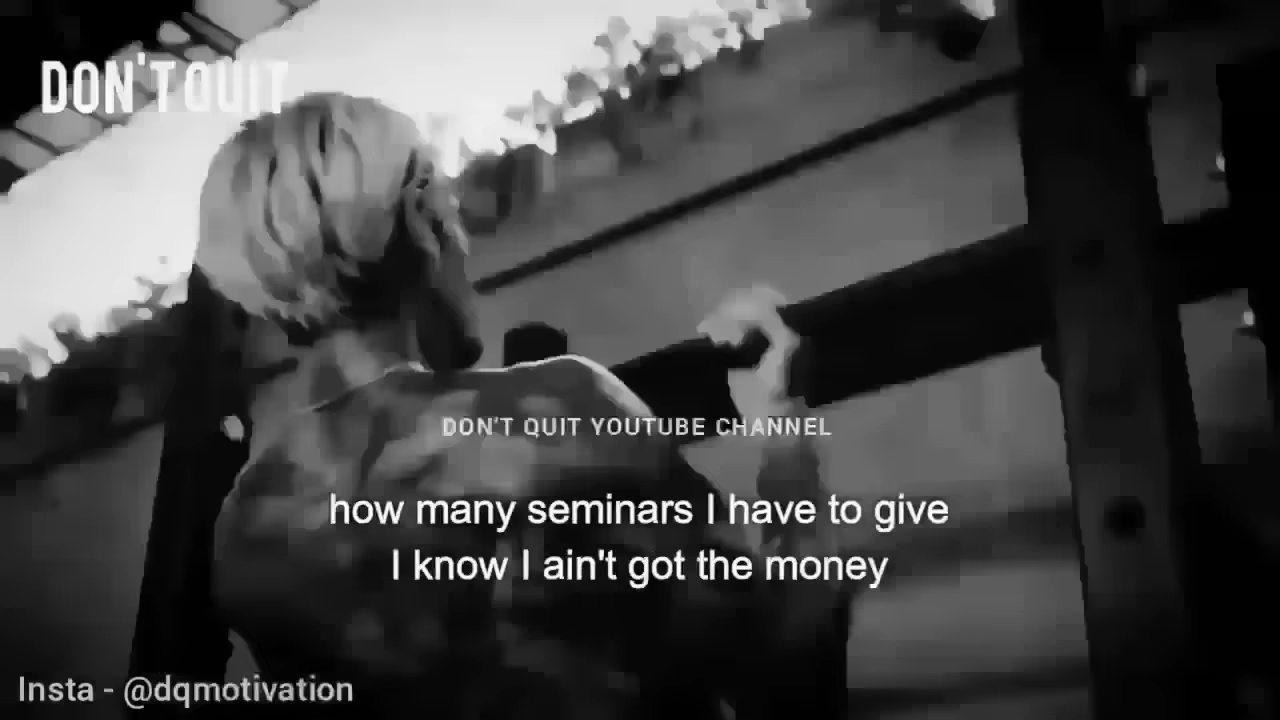 DON'T QUIT
DON'T QUIT YOUTUBE CHANNEL
how many seminars I have to give
I know I ain't got the money
Insta - @dqmotivation